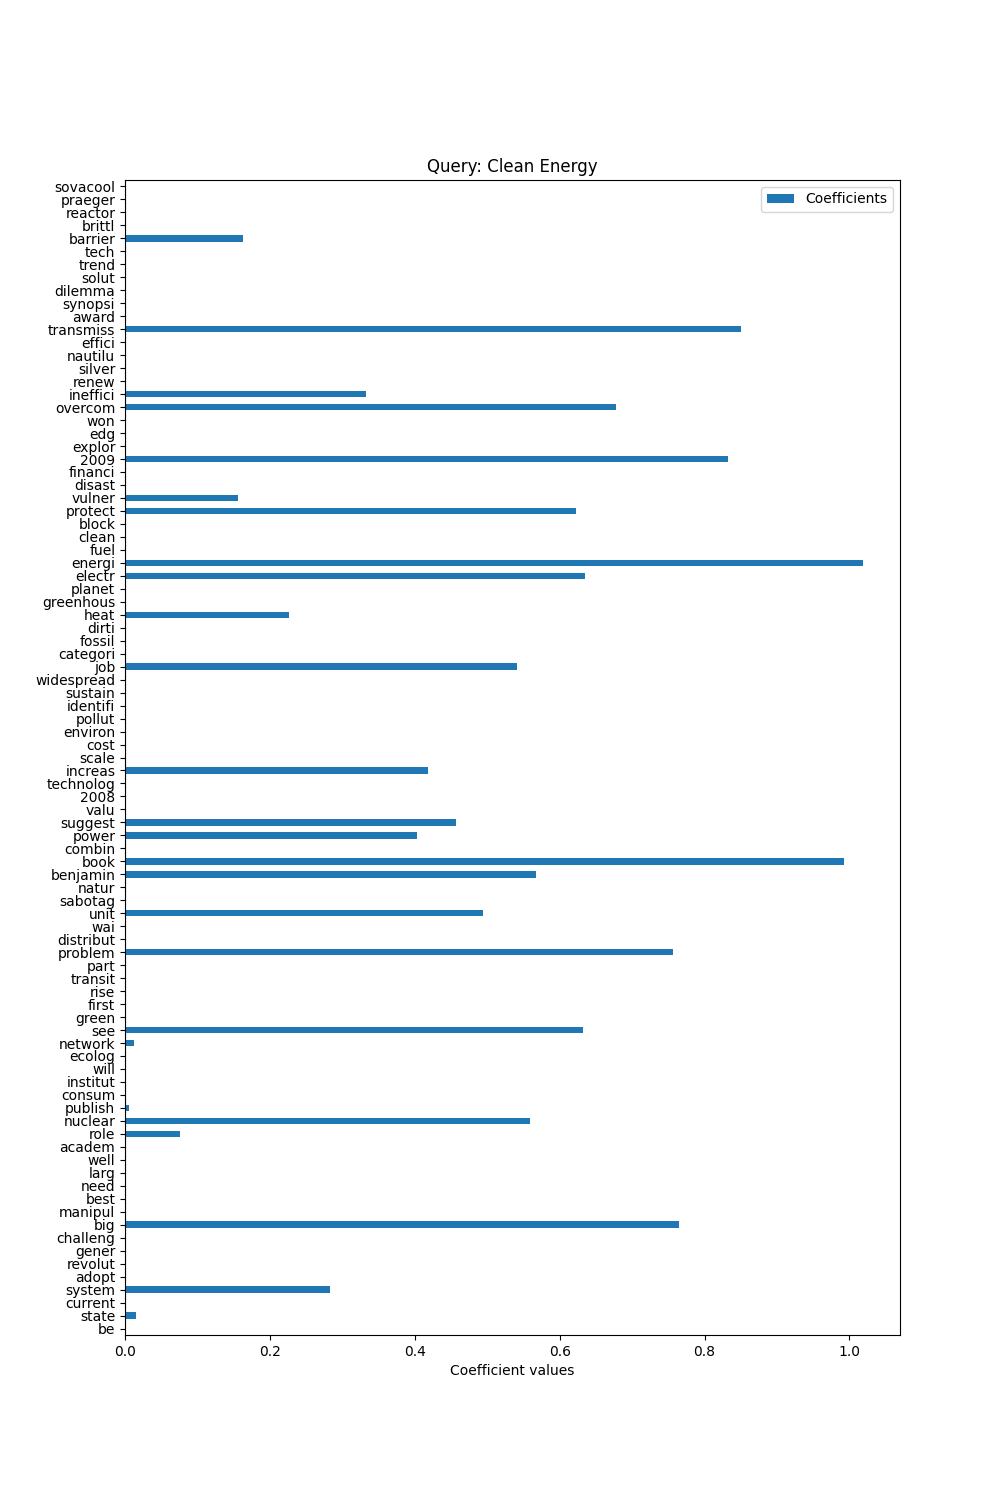 Query: Clean Energy
Coefficients
sovacool
praeger
reactor
brittl
barrier
tech
trend
solut
dilemma
synopsi
award
transmiss
effici
nautilu
silver
renew
ineffici
overcom
won
edg
explor
2009
financi
disast
vulner
protect
block
clean
fuel
energi
electr
planet
greenhous
heat
dirti
fossil
categori
job
widespread
sustain
identifi
pollut
environ
cost
scale
increas
technolog
2008
valu
suggest
power
combin
book
benjamin
natur
sabotag
unit
wai
distribut
problem
part
transit
rise
first
green
see
network
ecolog
will
institut
consum
publish
nuclear
role
academ
well
larg
need
best
manipul
big
challeng
gener
revolut
adopt
system
current
state
be
0.0 0.2 0.4 0.6 0.8 1.0
Coefficient values